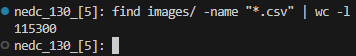 nedc_130_[5]: find images/ -name "*.csv" | wc -l
115300
nedc_130_[5]: